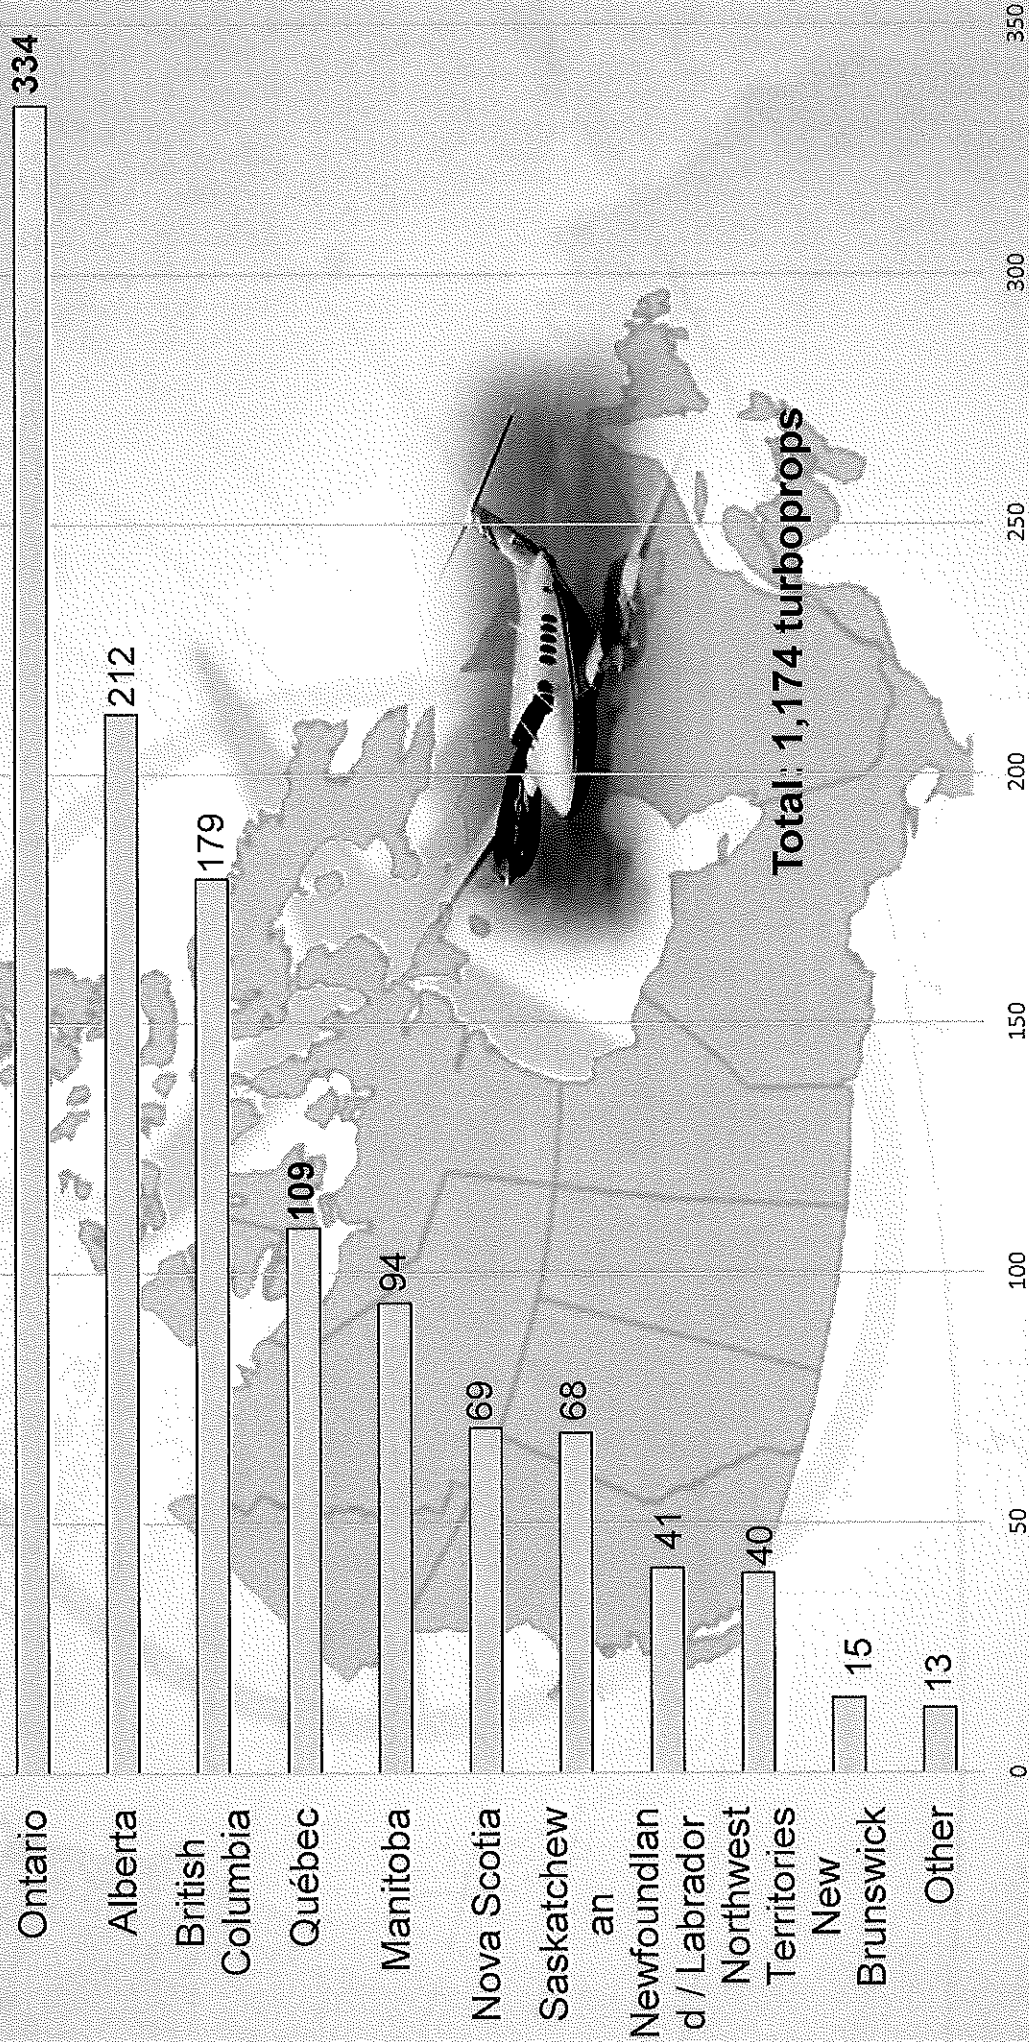 Ontario
334
Alberta
212
British
Columbia
179
Québec
109
Manitoba
94
Nova Scotia
69
Saskatchew
an
68
Newfoundlan
d / Labrador
41
Northwest
Territories
40
New
Brunswick
15
Other
13
Total: 1,174 turboprops
0
50
100
150
200
250
300
350